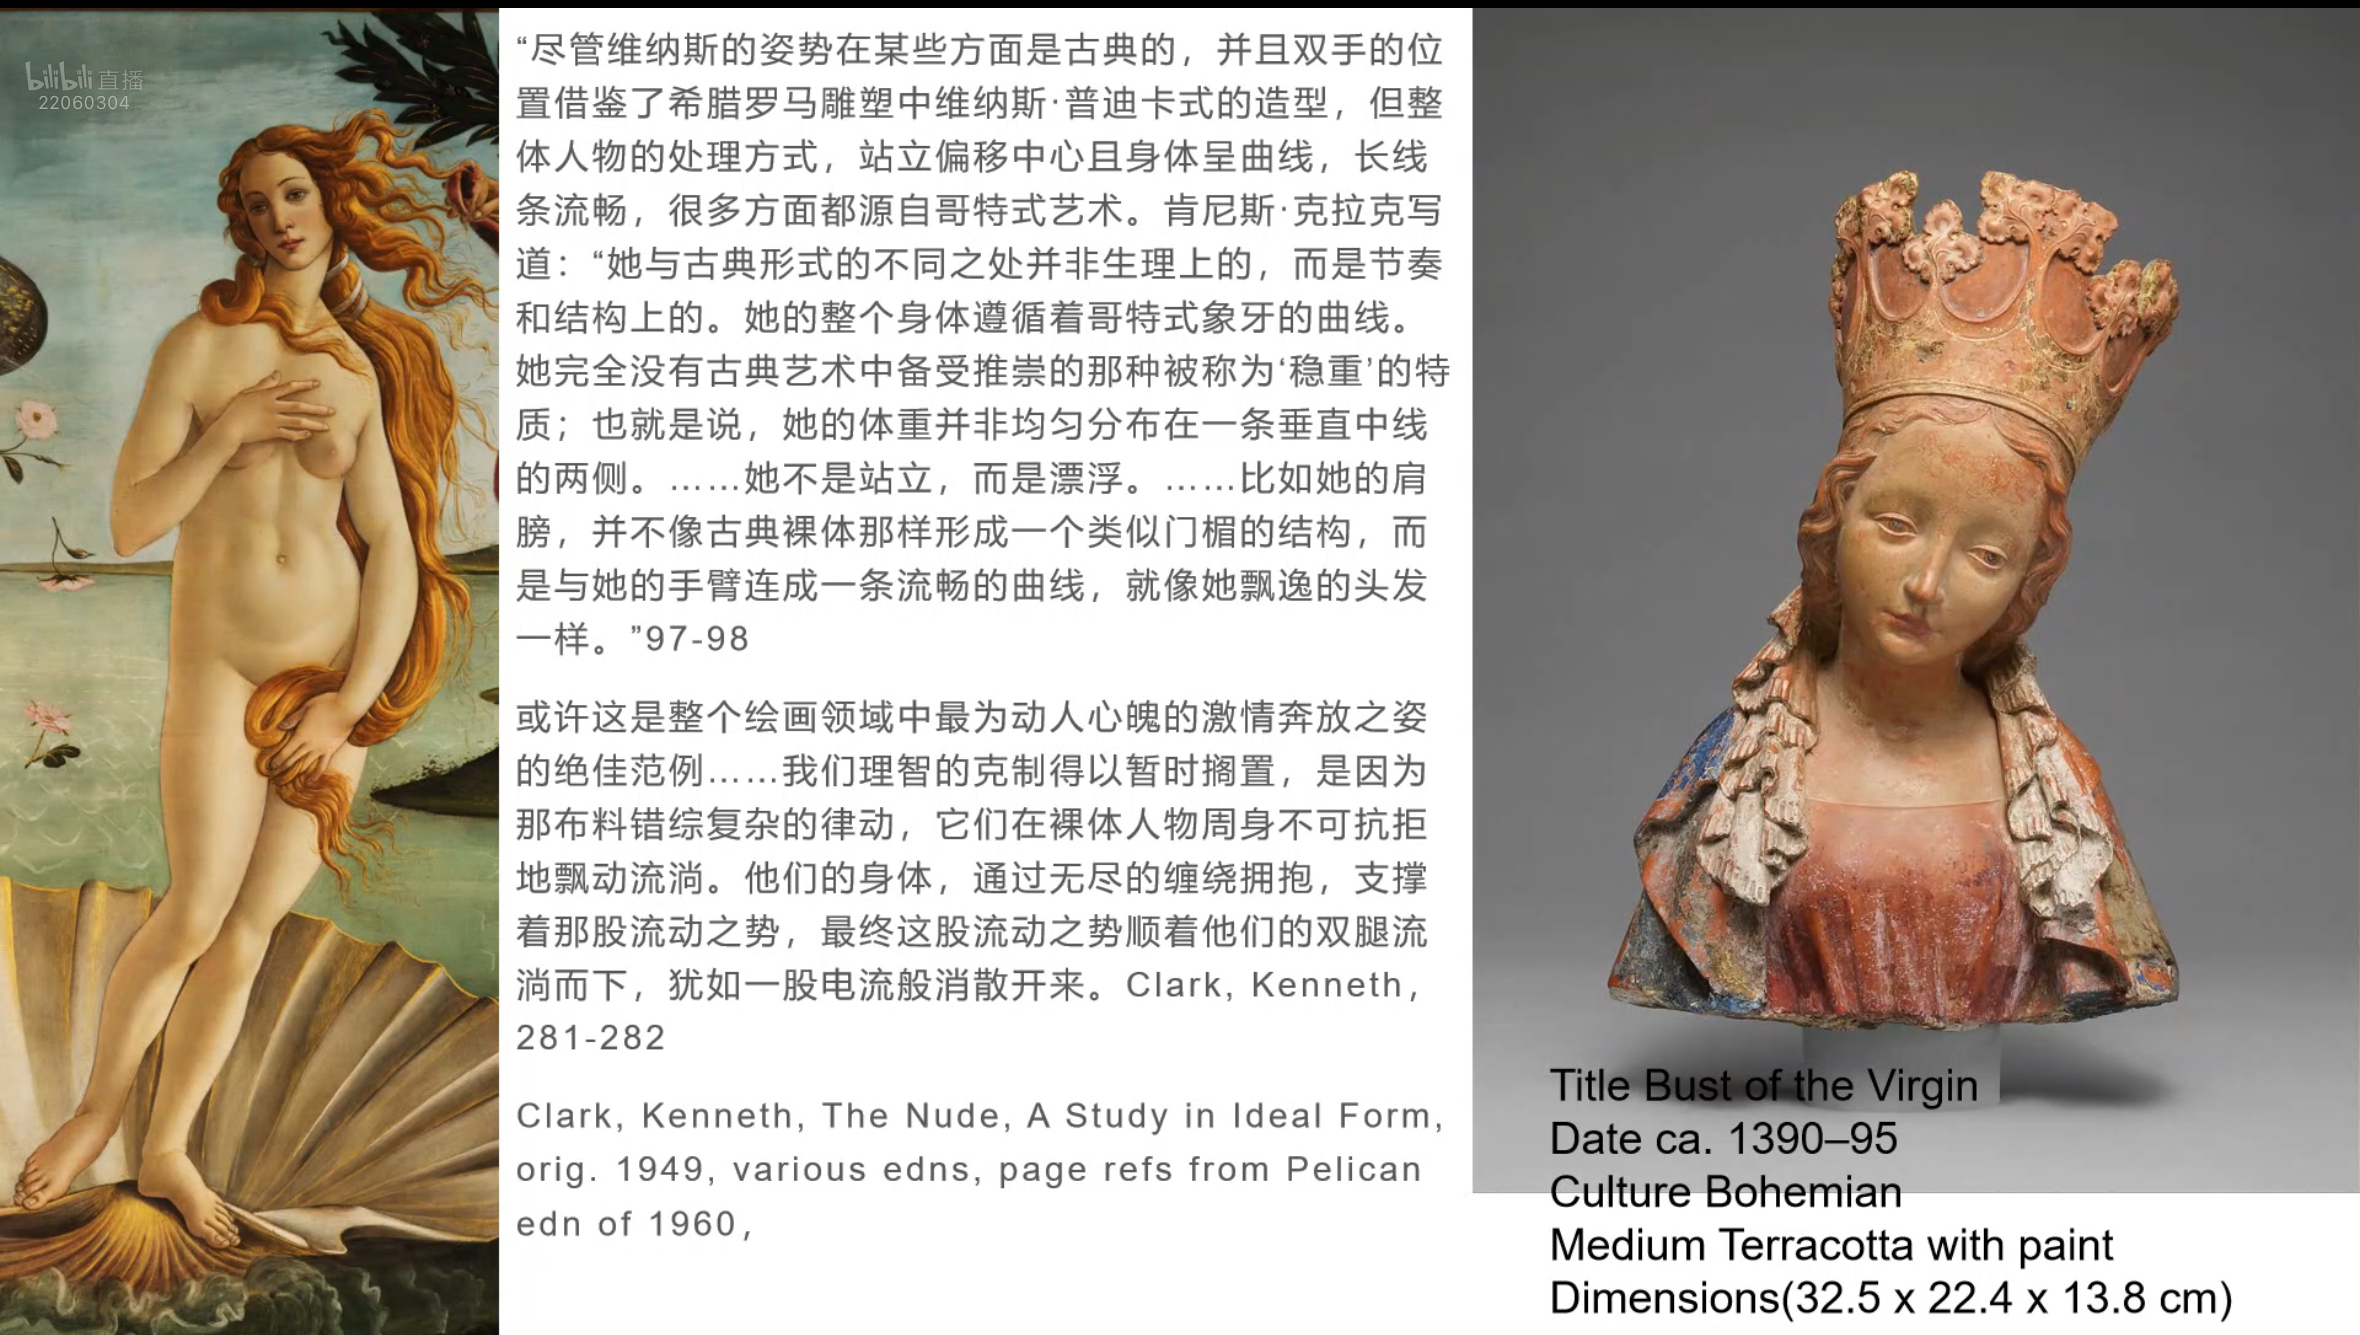 bilibili 直播
22060304
“尽管维纳斯的姿势在某些方面是古典的，并且双手的位
置借鉴了希腊罗马雕塑中维纳斯·普迪卡式的造型，但整
体人物的处理方式，站立偏移中心且身体呈曲线，长线
条流畅，很多方面都源自哥特式艺术。肯尼斯·克拉克写
道：“她与古典形式的不同之处并非生理上的，而是节奏
和结构上的。她的整个身体遵循着哥特式象牙的曲线。
她完全没有古典艺术中备受推崇的那种被称为‘稳重’的特
质；也就是说，她的体重并非均匀分布在一条垂直中线
的两侧。……她不是站立，而是漂浮。……比如她的肩
膀，并不像古典裸体那样形成一个类似门楣的结构，而
是与她的手臂连成一条流畅的曲线，就像她飘逸的头发
一样。”97-98
或许这是整个绘画领域中最为动人心魄的激情奔放之姿
的绝佳范例……我们理智的克制得以暂时搁置，是因为
那布料错综复杂的律动，它们在裸体人物周身不可抗拒
地飘动流淌。他们的身体，通过无尽的缠绕拥抱，支撑
着那股流动之势，最终这股流动之势顺着他们的双腿流
淌而下，犹如一股电流般消散开来。Clark, Kenneth,
281-282
Clark, Kenneth, The Nude, A Study in Ideal Form,
orig. 1949, various edns, page refs from Pelican
edn of 1960,
Title Bust of the Virgin
Date ca. 1390–95
Culture Bohemian
Medium Terracotta with paint
Dimensions(32.5 x 22.4 x 13.8 cm)